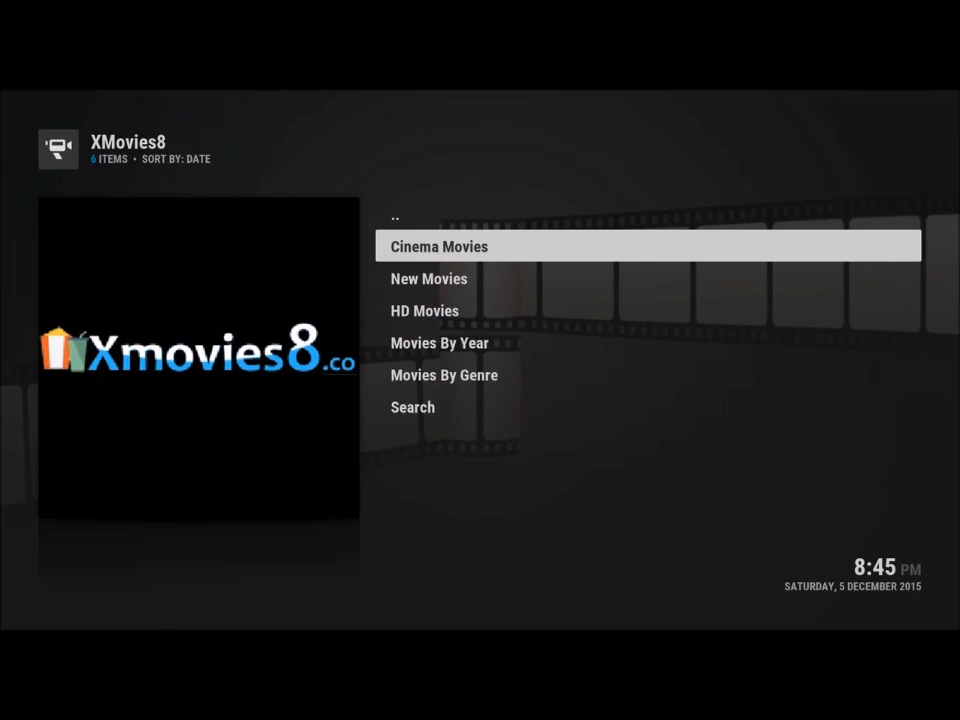 XMovies8
6 ITEMS • SORT BY: DATE
..
Cinema Movies
New Movies
HD Movies
Movies By Year
Movies By Genre
Search
Xmovies8.co
8:45 PM
SATURDAY, 5 DECEMBER 2015